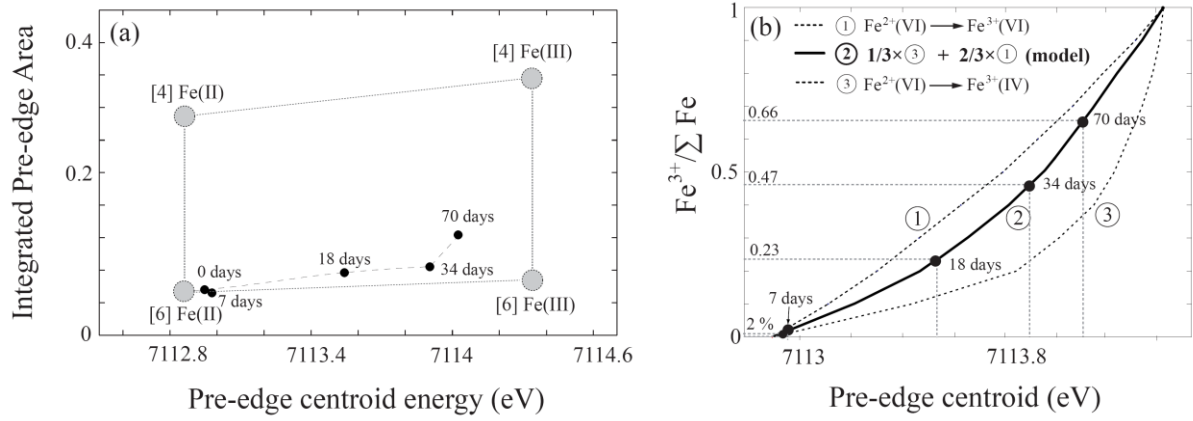 (a)
[4] Fe(III)
[4] Fe(II)
70 days
0 days
18 days
34 days
7 days
[6] Fe(II)
[6] Fe(III)
0.4
0.2
0
7112.8
7113.4
7114
7114.6
Integrated Pre-edge Area
Pre-edge centroid energy (eV)
(b)
① Fe²⁺(VI) → Fe³⁺(VI)
② 1/3×③ + 2/3×① (model)
③ Fe²⁺(VI) → Fe³⁺(IV)
1
0.66
70 days
0.5
0.47
34 days
①
②
③
0.23
18 days
7 days
2 %
0
7113
7113.8
Fe³⁺/∑ Fe
Pre-edge centroid (eV)